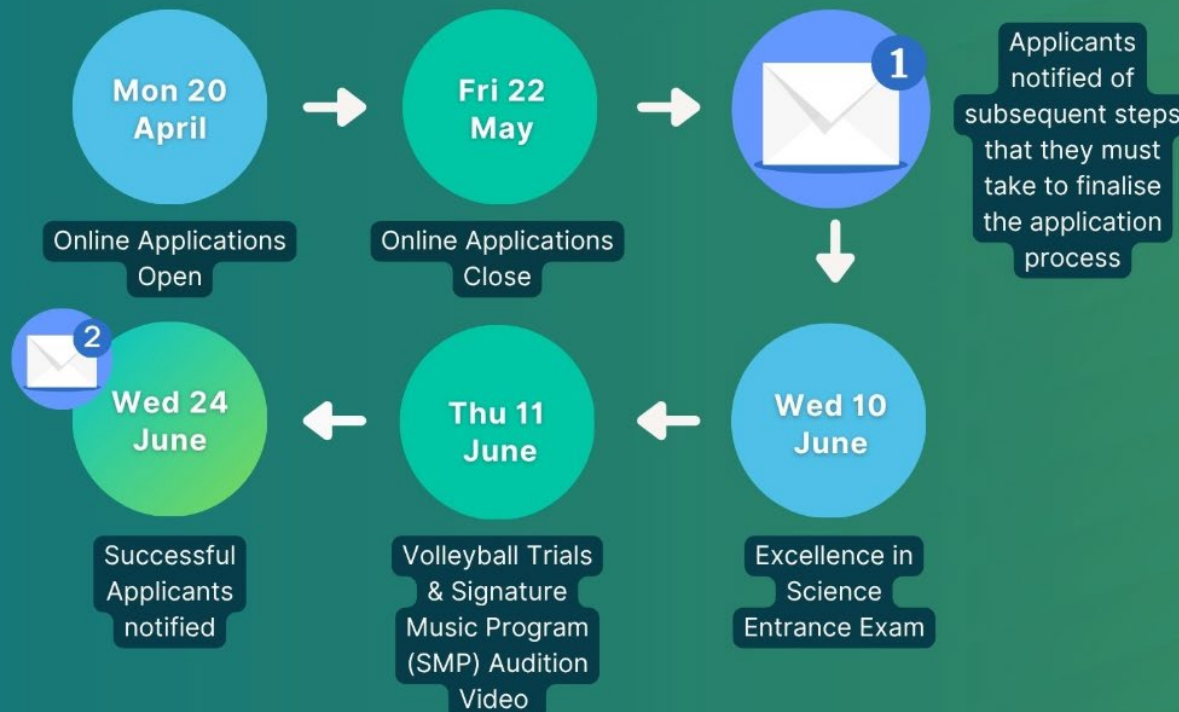 Mon 20
April
Online Applications
Open
Fri 22
May
Online Applications
Close
1
Applicants
notified of
subsequent steps
that they must
take to finalise
the application
process
Wed 10
June
Excellence in
Science
Entrance Exam
Thu 11
June
Volleyball Trials
& Signature
Music Program
(SMP) Audition
Video
2
Wed 24
June
Successful
Applicants
notified